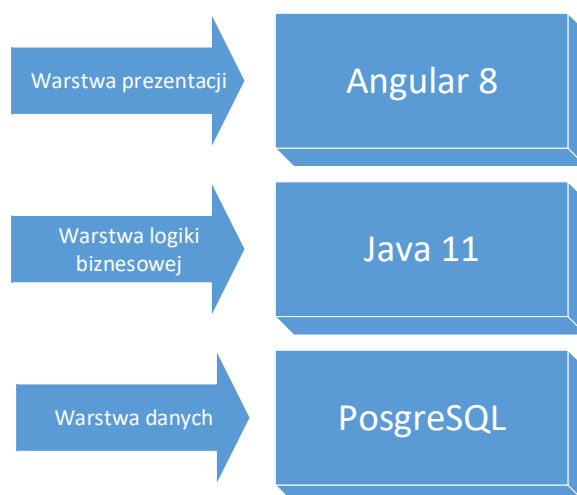 Warstwa prezentacji
Angular 8
Warstwa logiki
biznesowej
Java 11
Warstwa danych
PosgreSQL